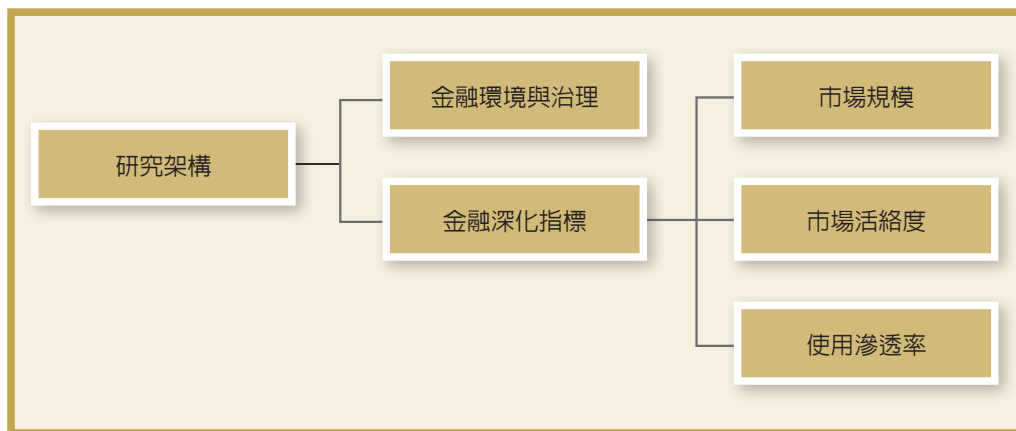 研究架構
金融環境與治理
金融深化指標
市場規模
市場活絡度
使用滲透率